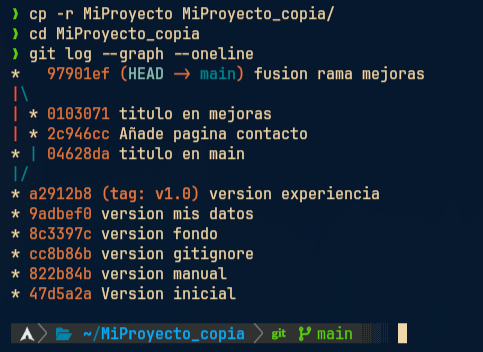 ❯ cp -r MiProyecto MiProyecto_copia/
❯ cd MiProyecto_copia
❯ git log --graph --oneline
*   97901ef (HEAD -> main) fusion rama mejoras
|\
| * 0103071 titulo en mejoras
| * 2c946cc Añade pagina contacto
* | 04628da titulo en main
|/
* a2912b8 (tag: v1.0) version experiencia
* 9adbef0 version mis datos
* 8c3397c version fondo
* cc8b86b version gitignore
* 822b84b version manual
* 47d5a2a Version inicial
~/MiProyecto_copia git main